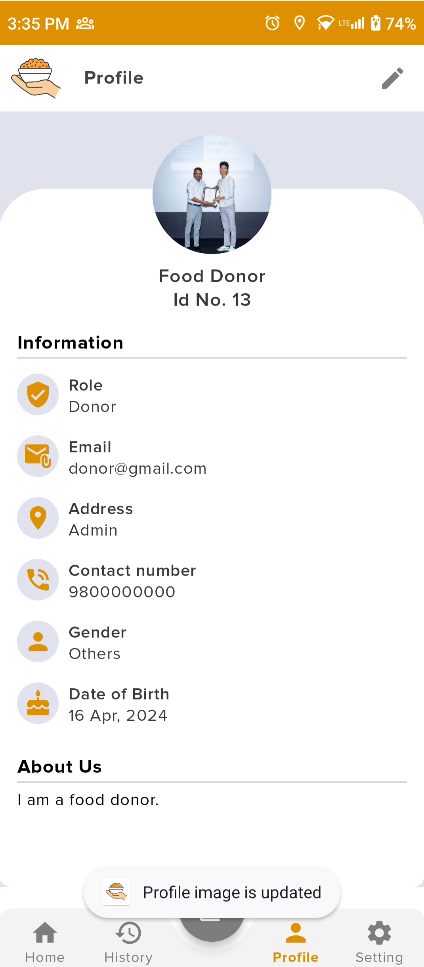 3:35 PM
LTE
74%
Profile
Food Donor
Id No. 13
Information
Role
Donor
Email
donor@gmail.com
Address
Admin
Contact number
9800000000
Gender
Others
Date of Birth
16 Apr, 2024
About Us
I am a food donor.
Profile image is updated
Home
History
Profile
Setting